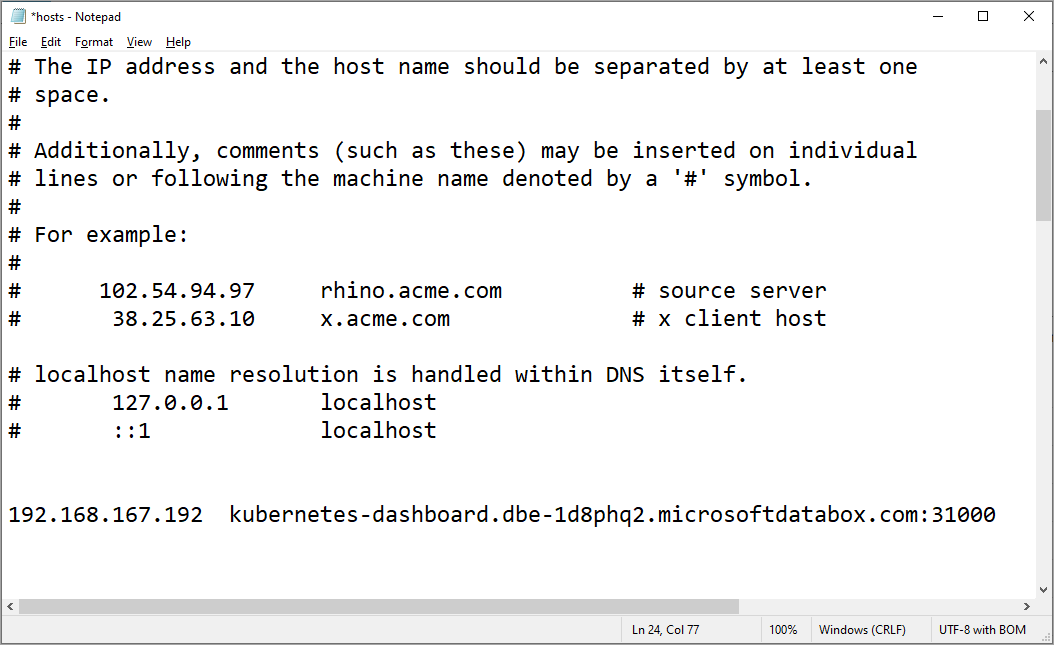 *hosts - Notepad
File Edit Format View Help
# The IP address and the host name should be separated by at least one
# space.
#
# Additionally, comments (such as these) may be inserted on individual
# lines or following the machine name denoted by a '#' symbol.
#
# For example:
#
#      102.54.94.97     rhino.acme.com          # source server
#       38.25.63.10     x.acme.com              # x client host
# localhost name resolution is handled within DNS itself.
#       127.0.0.1       localhost
#       ::1             localhost
192.168.167.192  kubernetes-dashboard.dbe-1d8phq2.microsoftdatabox.com:31000
Ln 24, Col 77 100% Windows (CRLF) UTF-8 with BOM